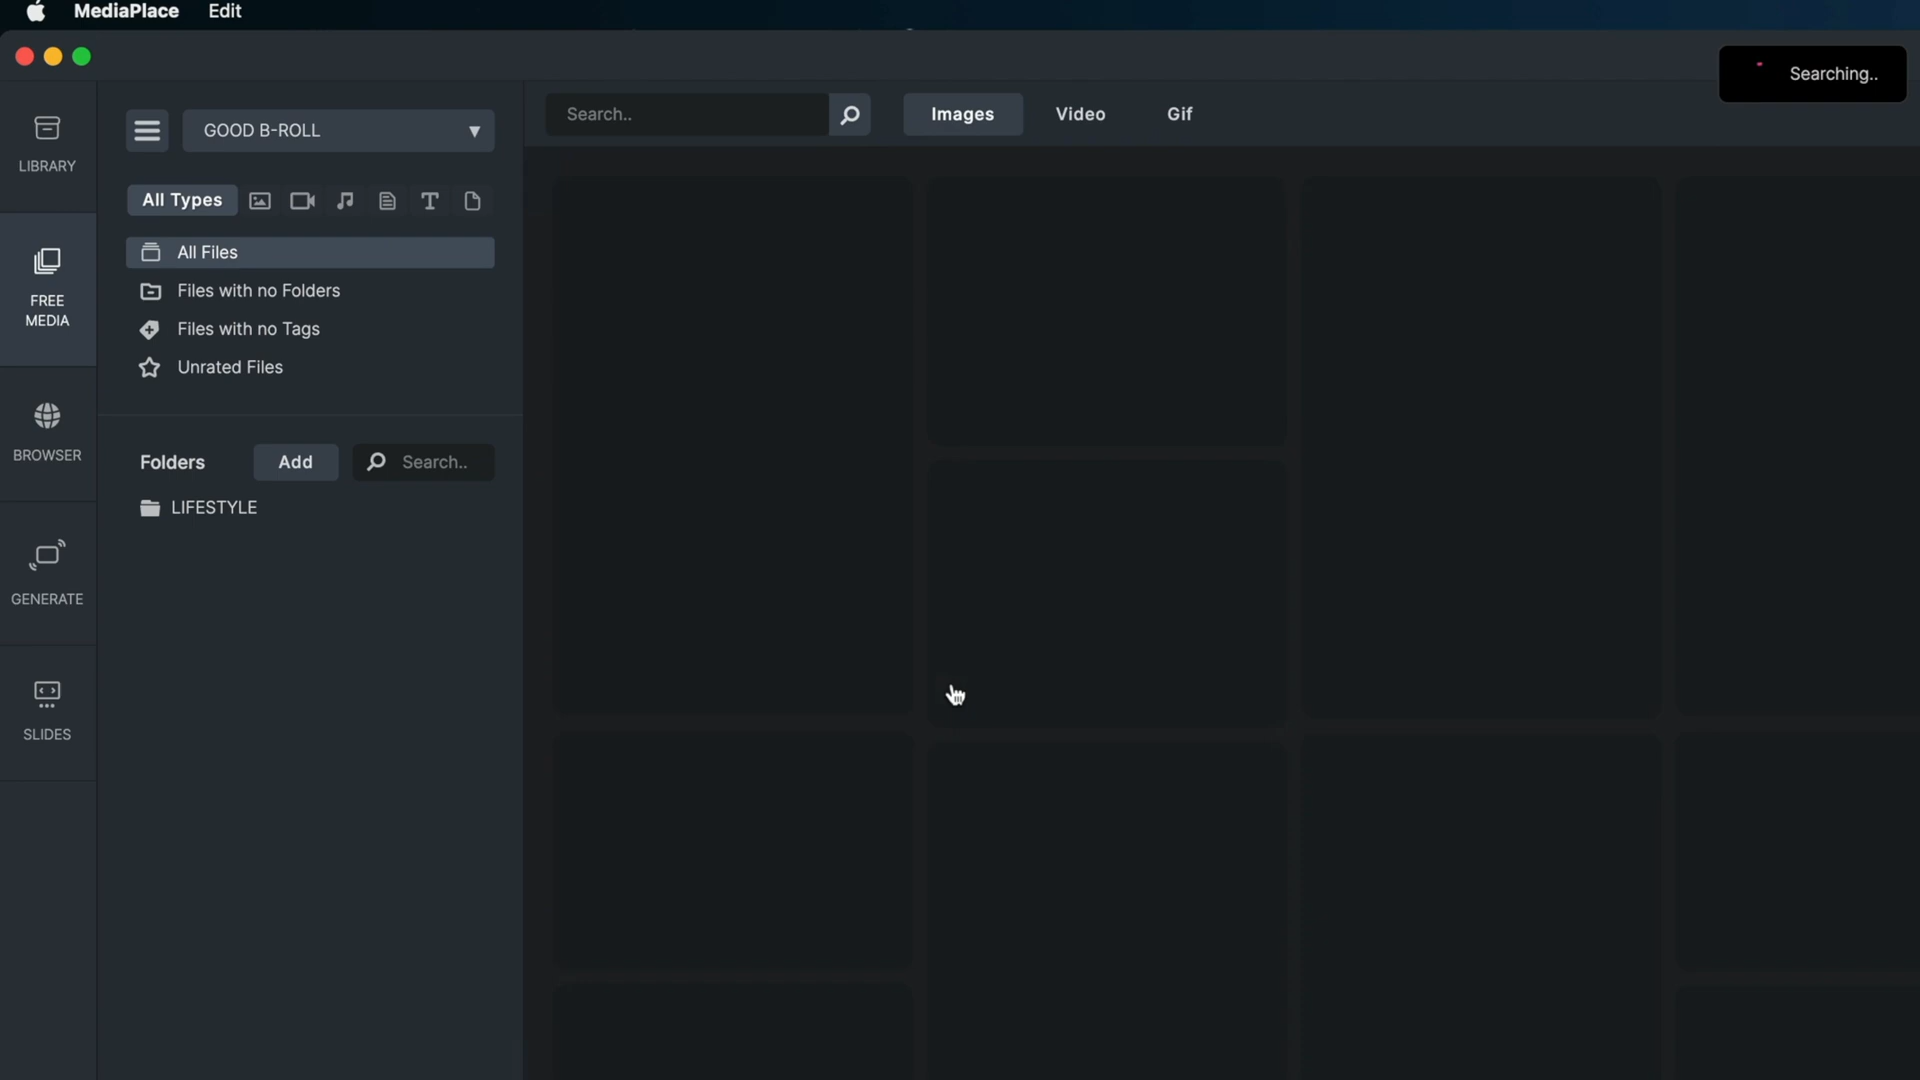 MediaPlace Edit
Searching..
GOOD B-ROLL
Search..
Images Video Gif
LIBRARY
All Types
All Files
Files with no Folders
Files with no Tags
Unrated Files
FREE
MEDIA
BROWSER
Folders Add Search..
LIFESTYLE
GENERATE
SLIDES